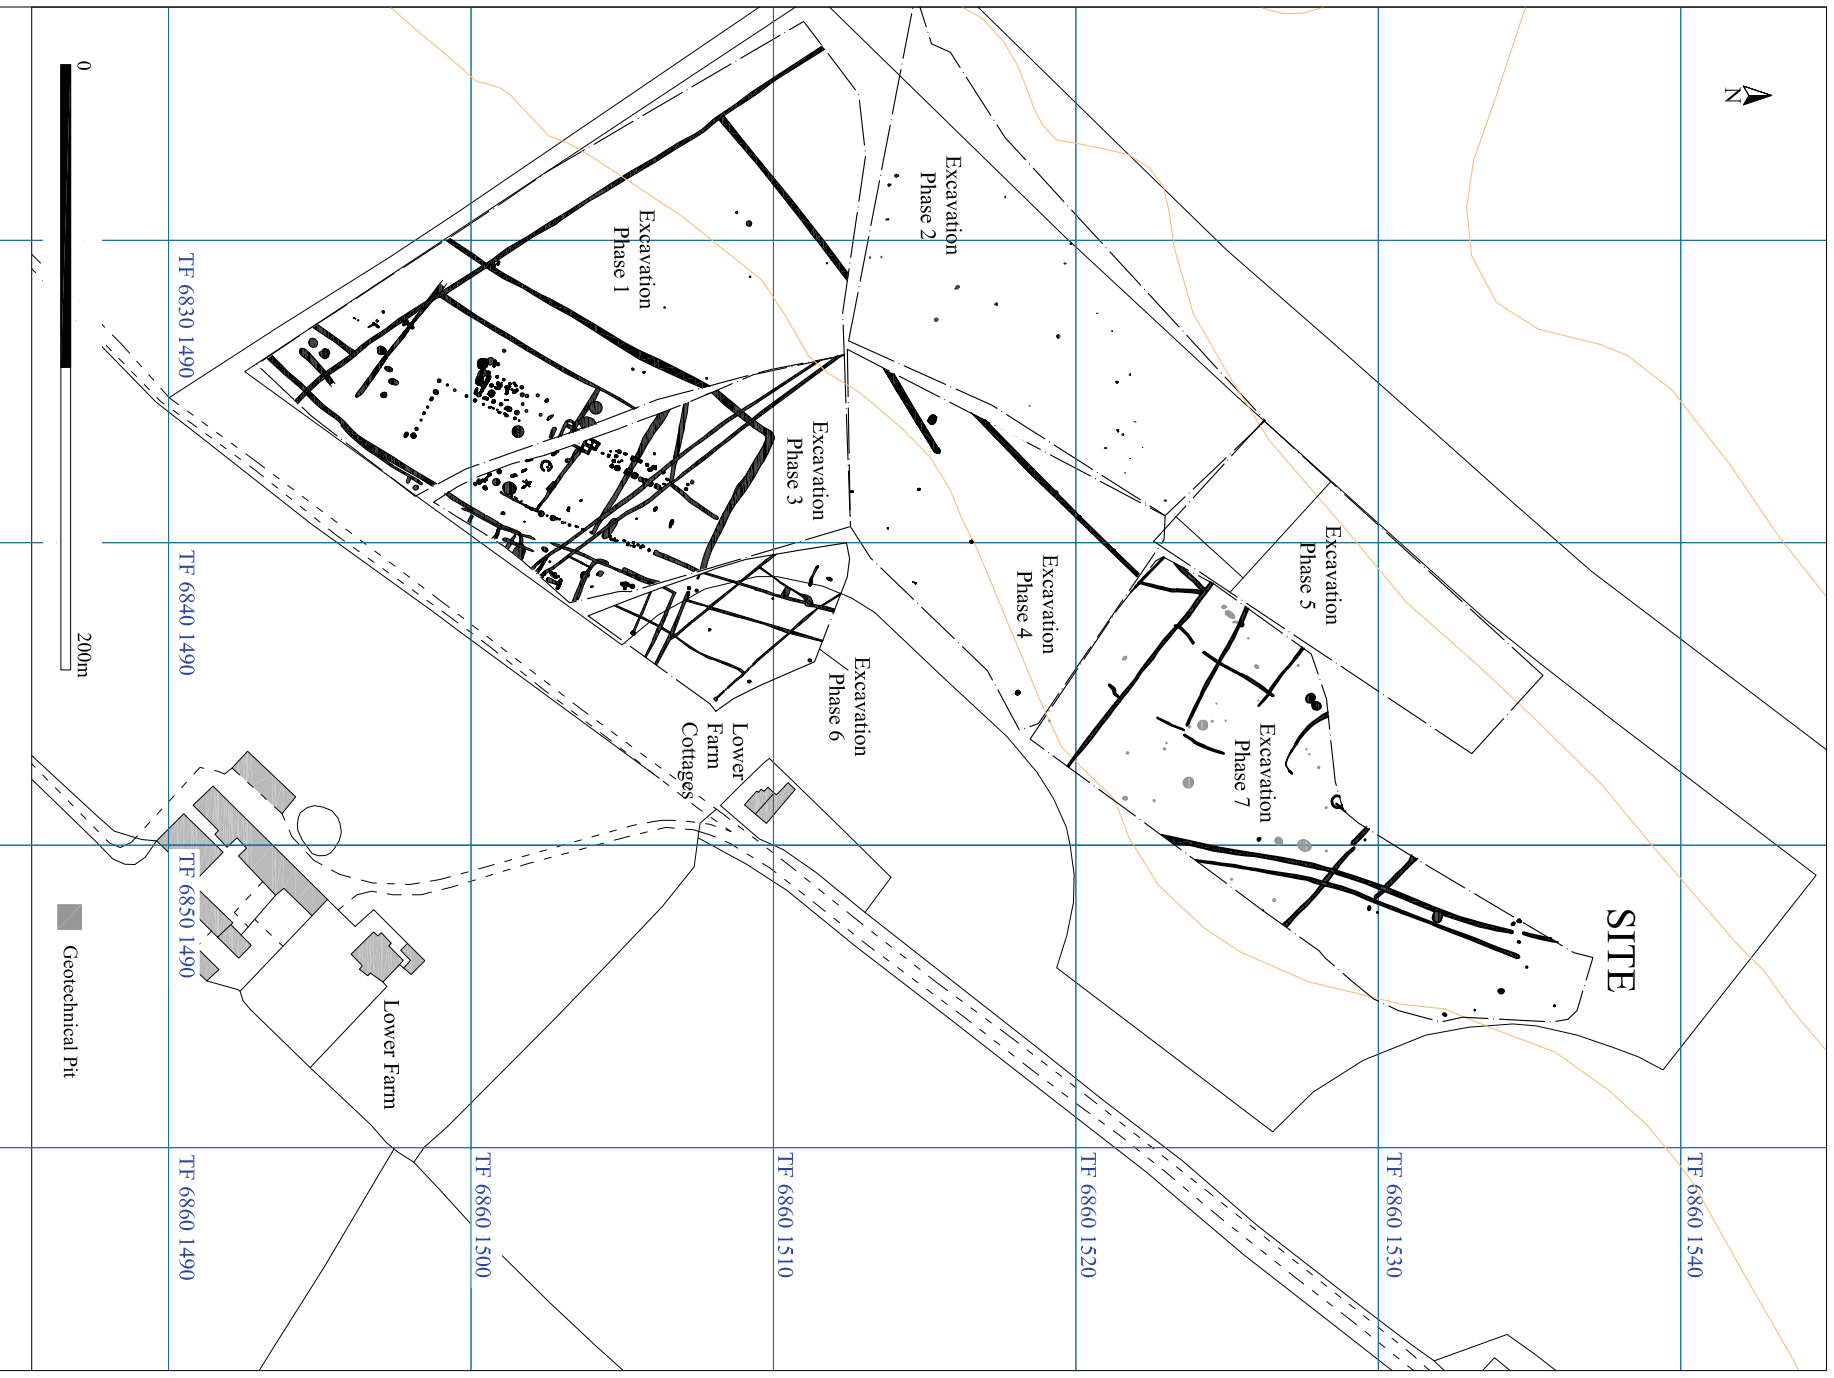 SITE
N
Excavation
Phase 5
Excavation
Phase 7
Excavation
Phase 4
Excavation
Phase 2
Excavation
Phase 6
Excavation
Phase 3
Excavation
Phase 1
Lower
Farm
Cottages
Lower Farm
TF 6860 1540
TF 6860 1530
TF 6860 1520
TF 6860 1510
TF 6860 1500
TF 6830 1490
TF 6840 1490
TF 6850 1490
TF 6860 1490
0
200m
Geotechnical Pit